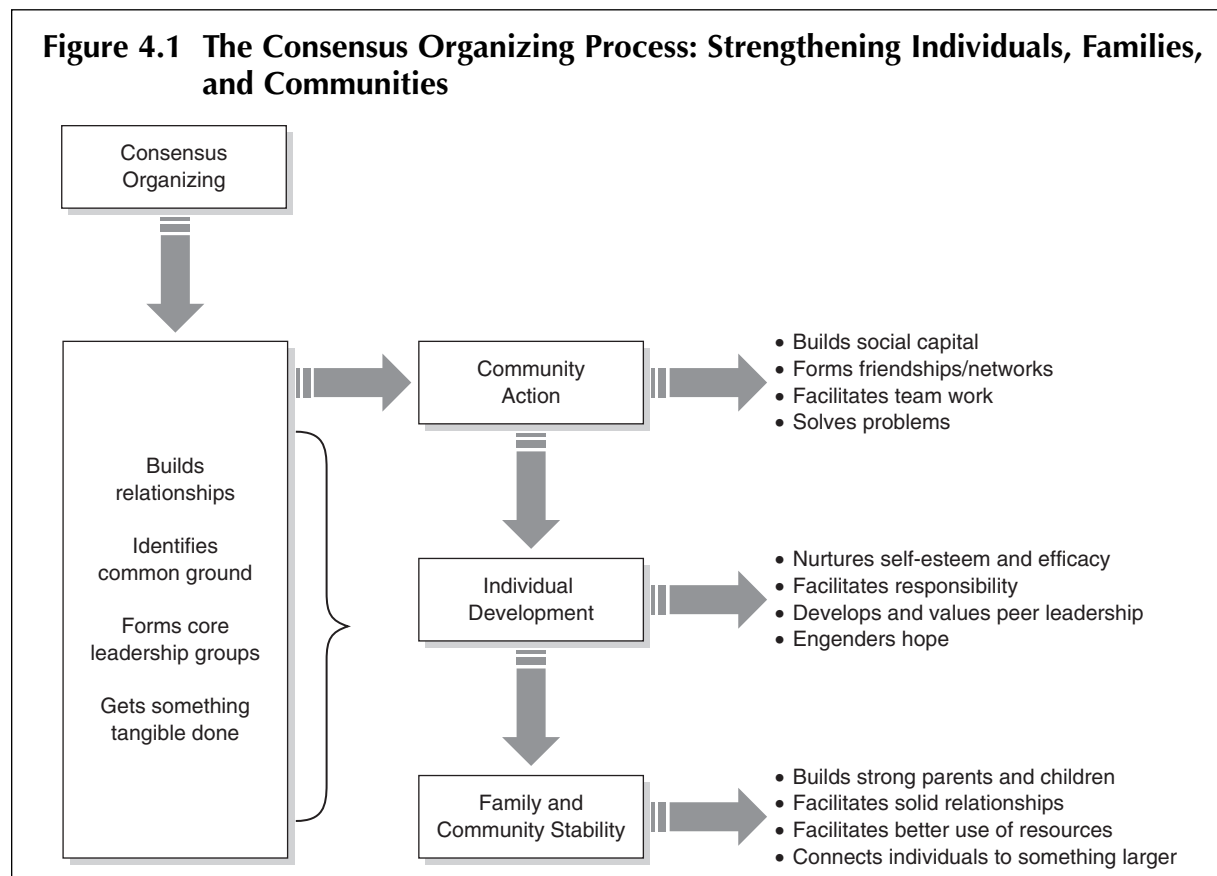 Figure 4.1 The Consensus Organizing Process: Strengthening Individuals, Families,
and Communities
Consensus
Organizing
Builds
relationships
Identifies
common ground
Forms core
leadership groups
Gets something
tangible done
Community
Action
• Builds social capital
• Forms friendships/networks
• Facilitates team work
• Solves problems
Individual
Development
• Nurtures self-esteem and efficacy
• Facilitates responsibility
• Develops and values peer leadership
• Engenders hope
Family and
Community Stability
• Builds strong parents and children
• Facilitates solid relationships
• Facilitates better use of resources
• Connects individuals to something larger